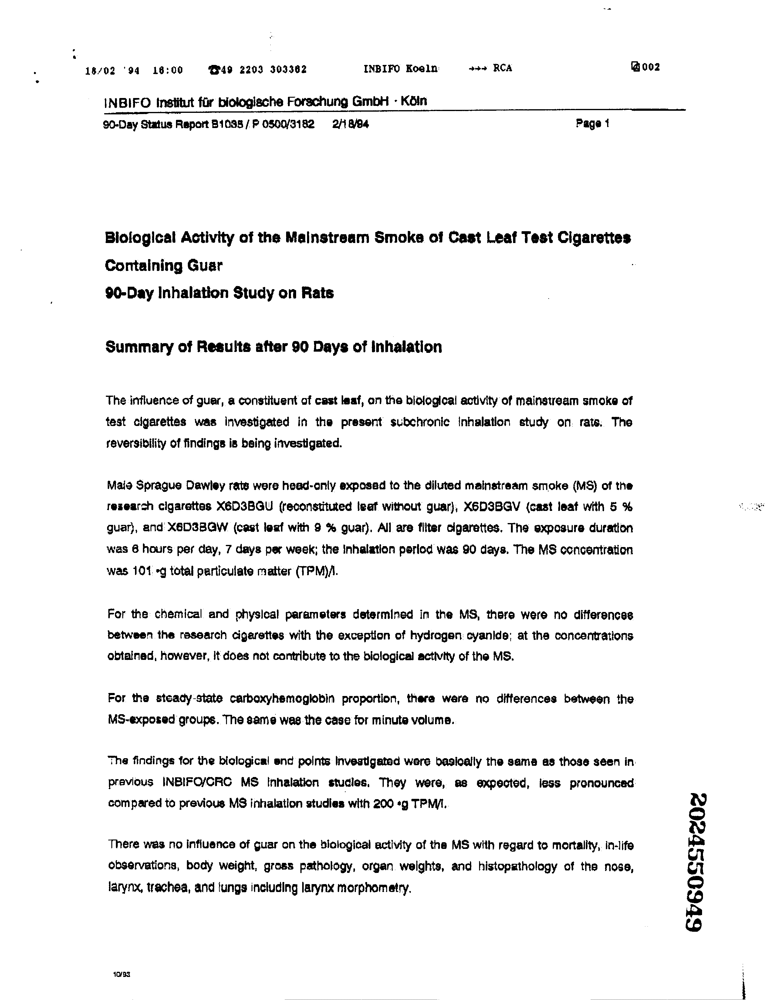 18/02 '94 16:00 ☎49 2203 303362 INBIFO Koeln +++ RCA 002
INBIFO Institut für biologische Forschung GmbH · Köln
90-Day Status Report B1035 / P 0500/3182 2/18/94 Page 1
Biological Activity of the Mainstream Smoke of Cast Leaf Test Cigarettes
Containing Guar
90-Day Inhalation Study on Rats
Summary of Results after 90 Days of Inhalation
The influence of guar, a constituent of cast leaf, on the biological activity of mainstream smoke of
test cigarettes was investigated in the present subchronic inhalation study on rats. The
reversibility of findings is being investigated.
Male Sprague Dawley rats were head-only exposed to the diluted mainstream smoke (MS) of the
research cigarettes X6D3BGU (reconstituted leaf without guar), X6D3BGV (cast leaf with 5 %
guar), and X6D3BGW (cast leaf with 9 % guar). All are filter cigarettes. The exposure duration
was 6 hours per day, 7 days per week; the inhalation period was 90 days. The MS concentration
was 101 •g total particulate matter (TPM)/l.
For the chemical and physical parameters determined in the MS, there were no differences
between the research cigarettes with the exception of hydrogen cyanide; at the concentrations
obtained, however, it does not contribute to the biological activity of the MS.
For the steady-state carboxyhemoglobin proportion, there were no differences between the
MS-exposed groups. The same was the case for minute volume.
The findings for the biological end points investigated were basically the same as those seen in
previous INBIFO/CRC MS inhalation studies. They were, as expected, less pronounced
compared to previous MS inhalation studies with 200 •g TPM/l.
There was no influence of guar on the biological activity of the MS with regard to mortality, in-life
observations, body weight, gross pathology, organ weights, and histopathology of the nose,
larynx, trachea, and lungs including larynx morphometry.
2024550949
10/93